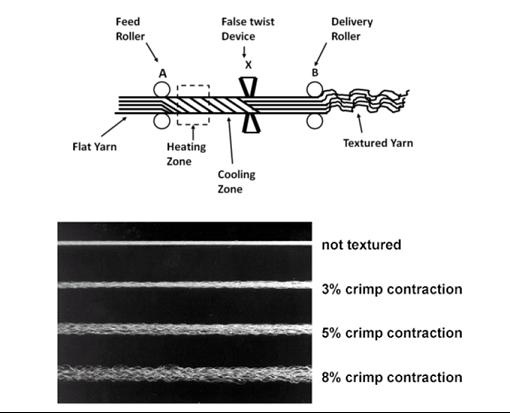 Feed
Roller
False twist
Device
Delivery
Roller
A
X
B
Flat Yarn
Heating
Zone
Cooling
Zone
Textured Yarn
not textured
3% crimp contraction
5% crimp contraction
8% crimp contraction